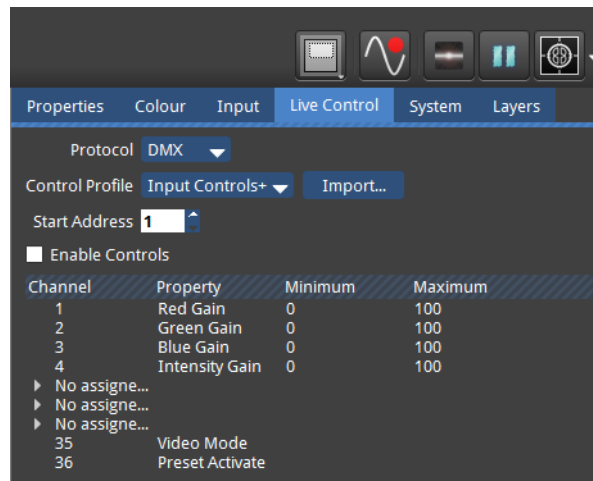 Properties Colour Input Live Control System Layers
Protocol DMX
Control Profile Input Controls+ Import...
Start Address 1
Enable Controls
Channel Property Minimum Maximum
1 Red Gain 0 100
2 Green Gain 0 100
3 Blue Gain 0 100
4 Intensity Gain 0 100
No assigne...
No assigne...
No assigne...
35 Video Mode
36 Preset Activate